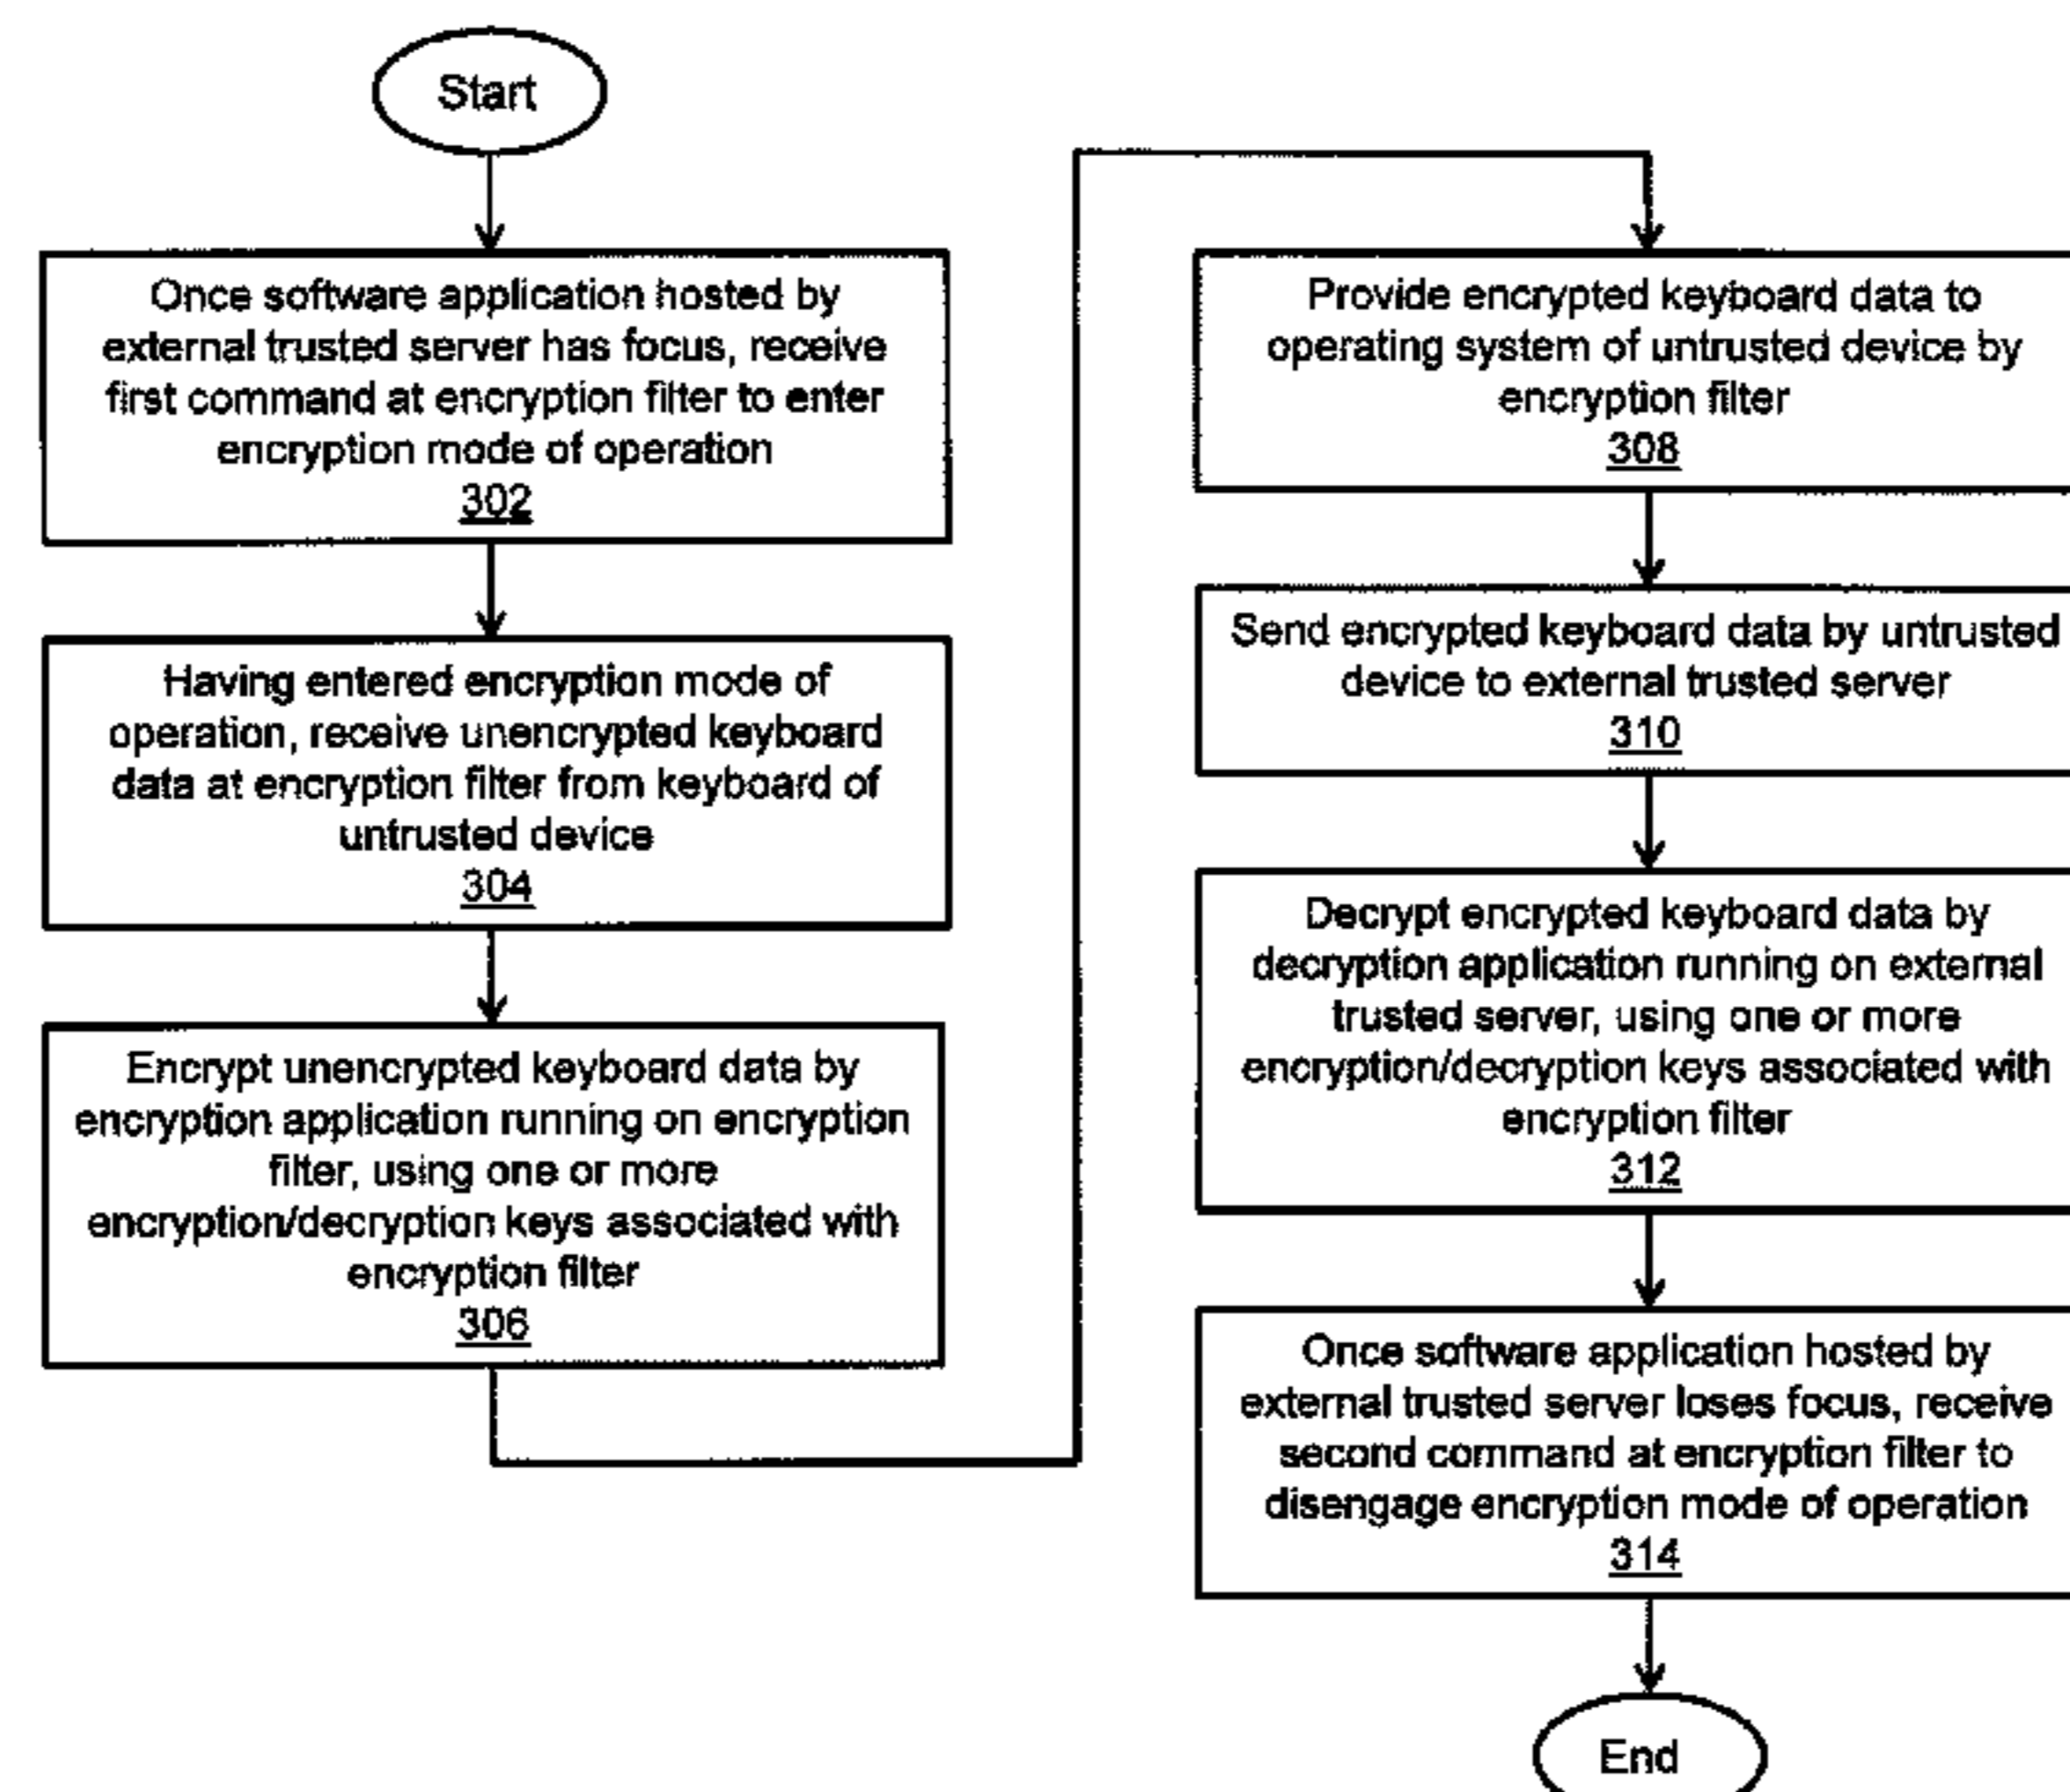 Start
Once software application hosted by
external trusted server has focus, receive
first command at encryption filter to enter
encryption mode of operation
302
Having entered encryption mode of
operation, receive unencrypted keyboard
data at encryption filter from keyboard of
untrusted device
304
Encrypt unencrypted keyboard data by
encryption application running on encryption
filter, using one or more
encryption/decryption keys associated with
encryption filter
306
Provide encrypted keyboard data to
operating system of untrusted device by
encryption filter
308
Send encrypted keyboard data by untrusted
device to external trusted server
310
Decrypt encrypted keyboard data by
decryption application running on external
trusted server, using one or more
encryption/decryption keys associated with
encryption filter
312
Once software application hosted by
external trusted server loses focus, receive
second command at encryption filter to
disengage encryption mode of operation
314
End